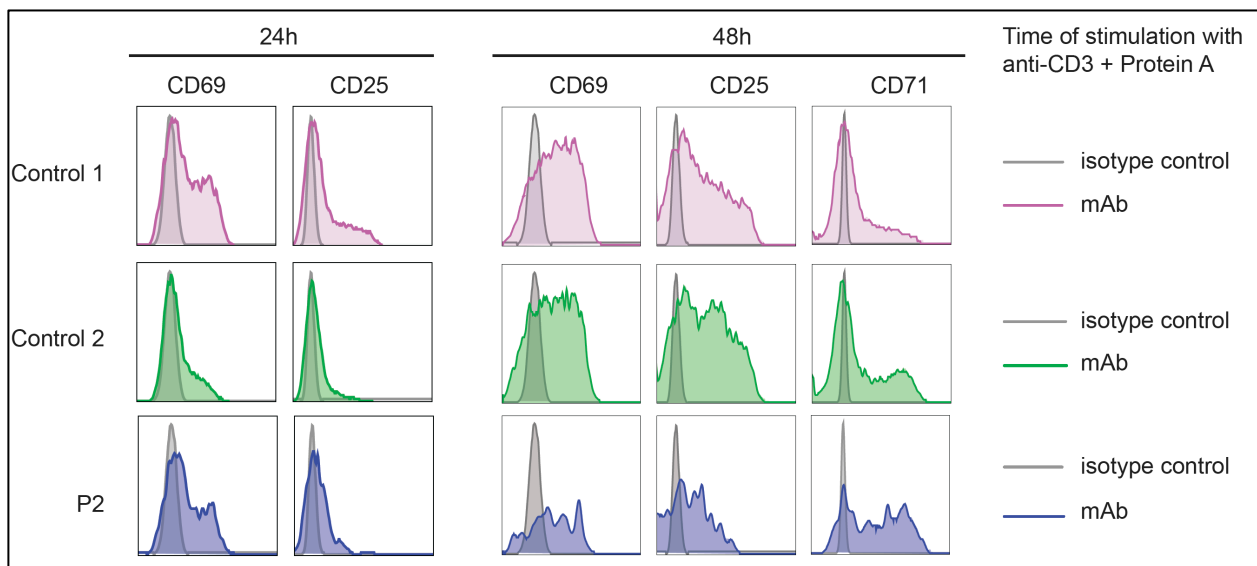 24h
48h
Time of stimulation with
anti-CD3 + Protein A
CD69
CD25
CD69
CD25
CD71
Control 1
isotype control
mAb
Control 2
isotype control
mAb
P2
isotype control
mAb